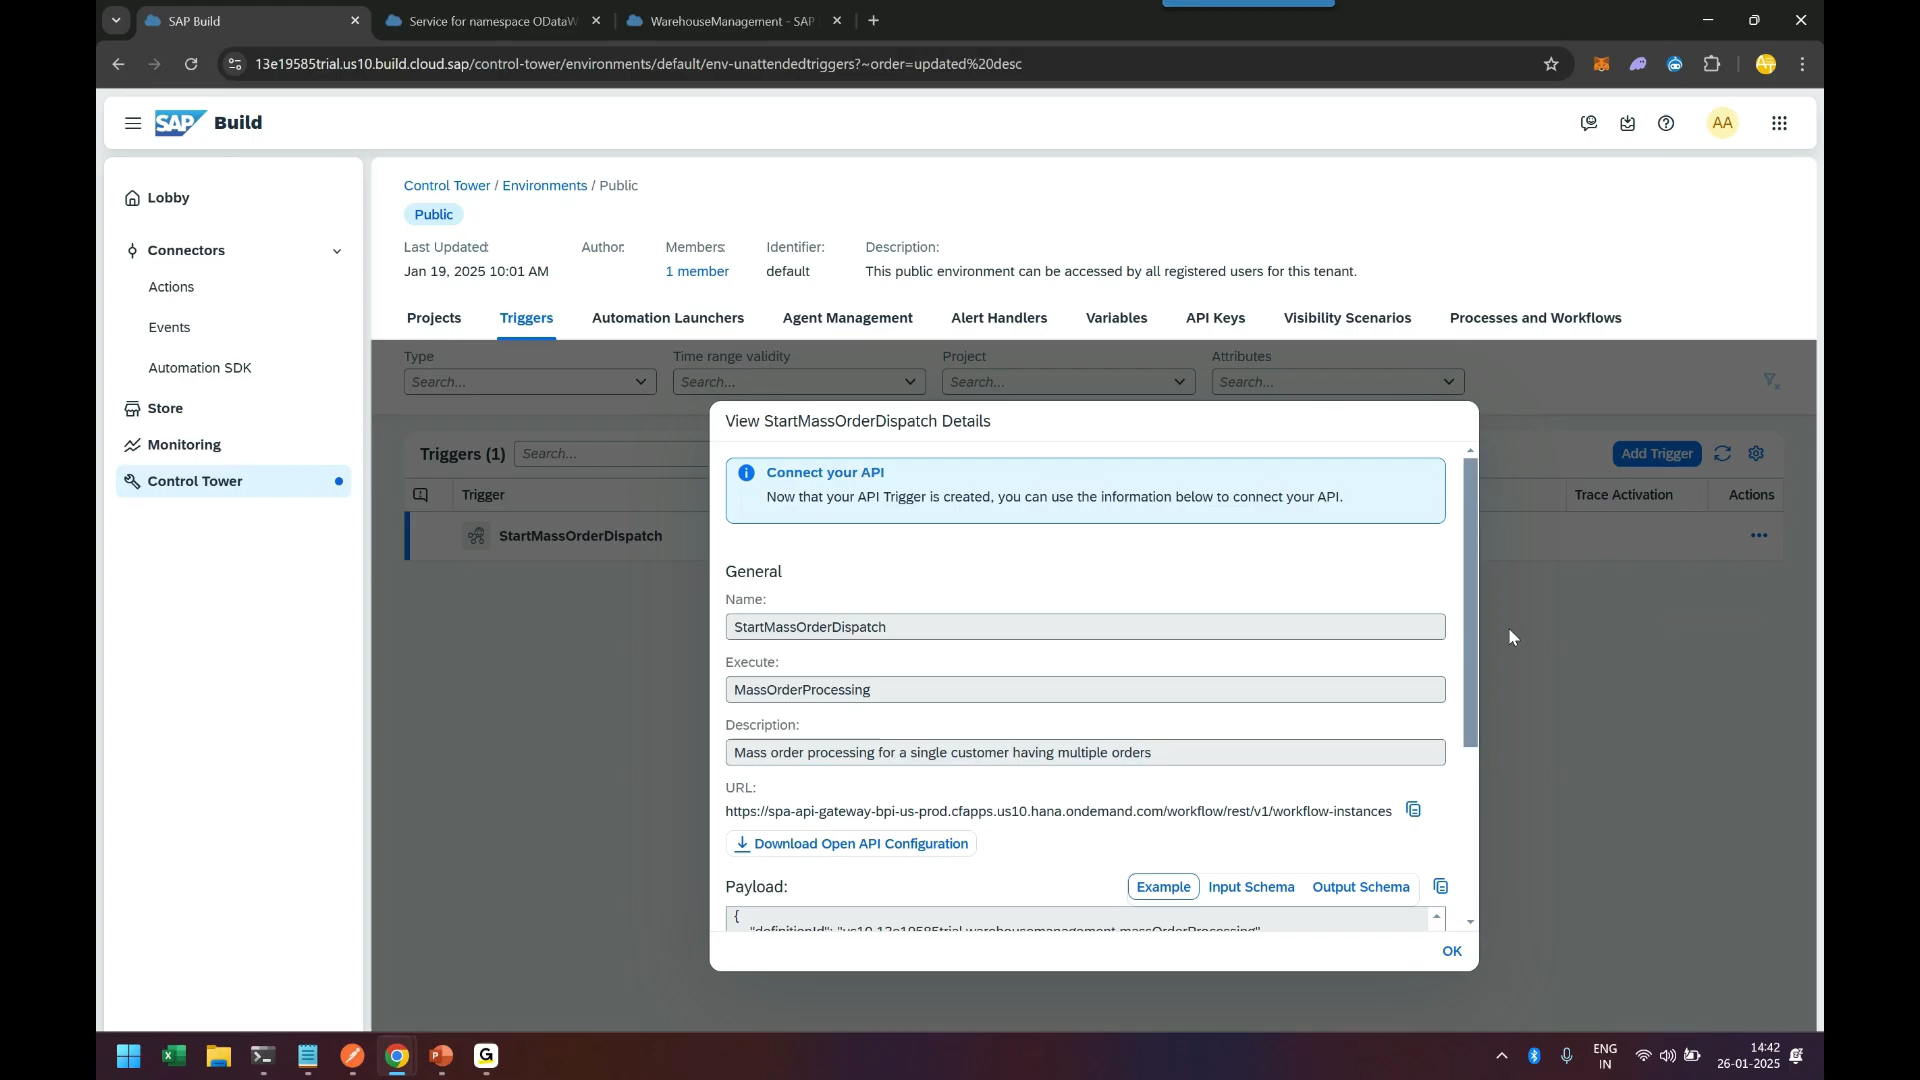 SAP Build
Service for namespace ODataW
WarehouseManagement - SAP
13e19585trial.us10.build.cloud.sap/control-tower/environments/default/env-unattendedtriggers?~order=updated%20desc
SAP Build
AA
Lobby
Connectors
Actions
Events
Automation SDK
Store
Monitoring
Control Tower
Control Tower / Environments / Public
Public
Last Updated: Author: Members: Identifier: Description:
Jan 19, 2025 10:01 AM 1 member default This public environment can be accessed by all registered users for this tenant.
Projects Triggers Automation Launchers Agent Management Alert Handlers Variables API Keys Visibility Scenarios Processes and Workflows
Type Time range validity Project Attributes
Search... Search... Search... Search...
Triggers (1) Search... Add Trigger
Trigger Trace Activation Actions
StartMassOrderDispatch
View StartMassOrderDispatch Details
Connect your API
Now that your API Trigger is created, you can use the information below to connect your API.
General
Name:
StartMassOrderDispatch
Execute:
MassOrderProcessing
Description:
Mass order processing for a single customer having multiple orders
URL:
https://spa-api-gateway-bpi-us-prod.cfapps.us10.hana.ondemand.com/workflow/rest/v1/workflow-instances
Download Open API Configuration
Payload: Example Input Schema Output Schema
{
"definitionId": "us10.13e19585trial.warehousemanagement.massOrderProcessing"
OK
ENG
IN
14:42
26-01-2025